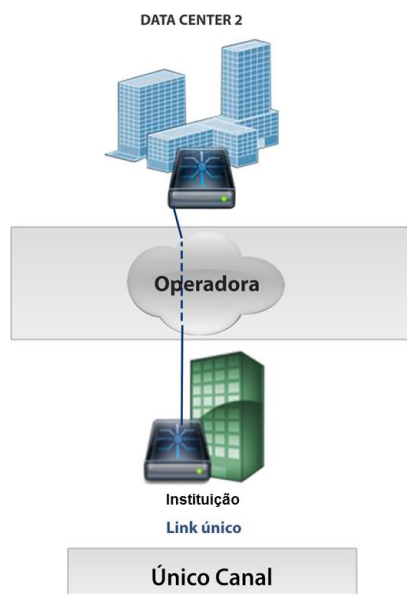 DATA CENTER 2
Operadora
Instituição
Link único
Único Canal